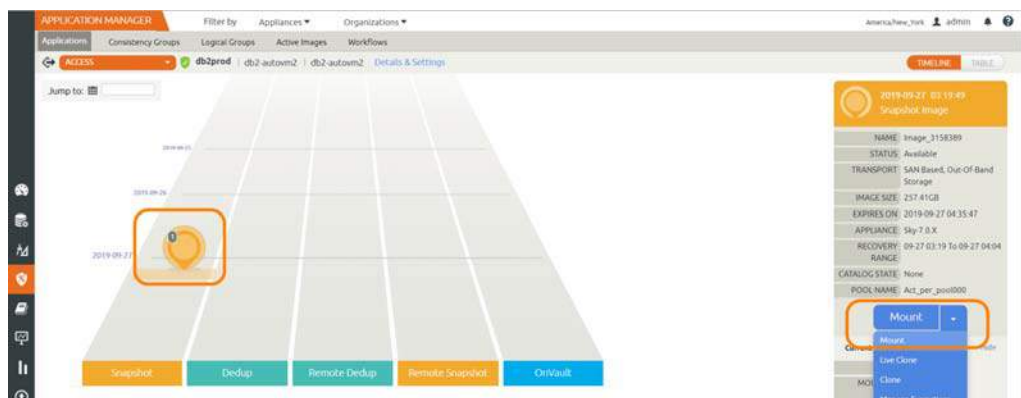 APPLICATION MANAGER Filter by Appliances Organizations America/New_York admin
Applications Consistency Groups Logical Groups Active Images Workflows
ACCESS db2prod db2-autovm2 db2-autovm2 Details & Settings TIMELINE TABLE
Jump to:
2019-09-27 03:19:49
Snapshot Image
NAME Image_3158389
STATUS Available
TRANSPORT SAN Based, Out-Of-Band
Storage
IMAGE SIZE 257.41GB
EXPIRES ON 2019-09-27 04:35:47
APPLIANCE Sky-7.0.X
RECOVERY RANGE 09-27 03:19 To 09-27 04:04
CATALOG STATE None
POOL NAME Act_per_pool000
2019-09-25
2019-09-26
1
2019-09-27
Mount
Mount
Live Clone
Clone
Snapshot Dedup Remote Dedup Remote Snapshot OnVault